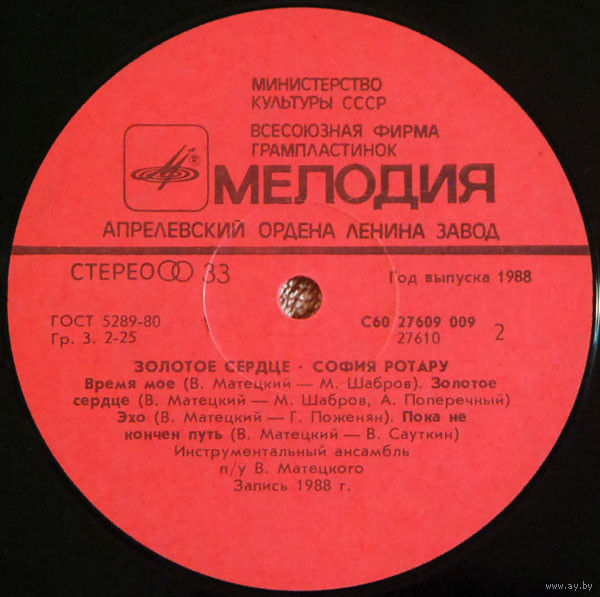 МИНИСТЕРСТВО
КУЛЬТУРЫ СССР
ВСЕСОЮЗНАЯ ФИРМА
ГРАМПЛАСТИНОК
®
МЕЛОДИЯ
АПРЕЛЕВСКИЙ ОРДЕНА ЛЕНИНА ЗАВОД
СТЕРЕО 33
Год выпуска 1988
ГОСТ 5289-80
Гр. 3. 2-25
С60 27609 009
27610
2
ЗОЛОТОЕ СЕРДЦЕ · СОФИЯ РОТАРУ
Время мое (В. Матецкий — М. Шабров). Золотое
сердце (В. Матецкий — М. Шабров, А. Поперечный)
Эхо (В. Матецкий — Г. Поженян). Пока не
кончен путь (В. Матецкий — В. Сауткин)
Инструментальный ансамбль
п/у В. Матецкого
Запись 1988 г.
www.ay.by